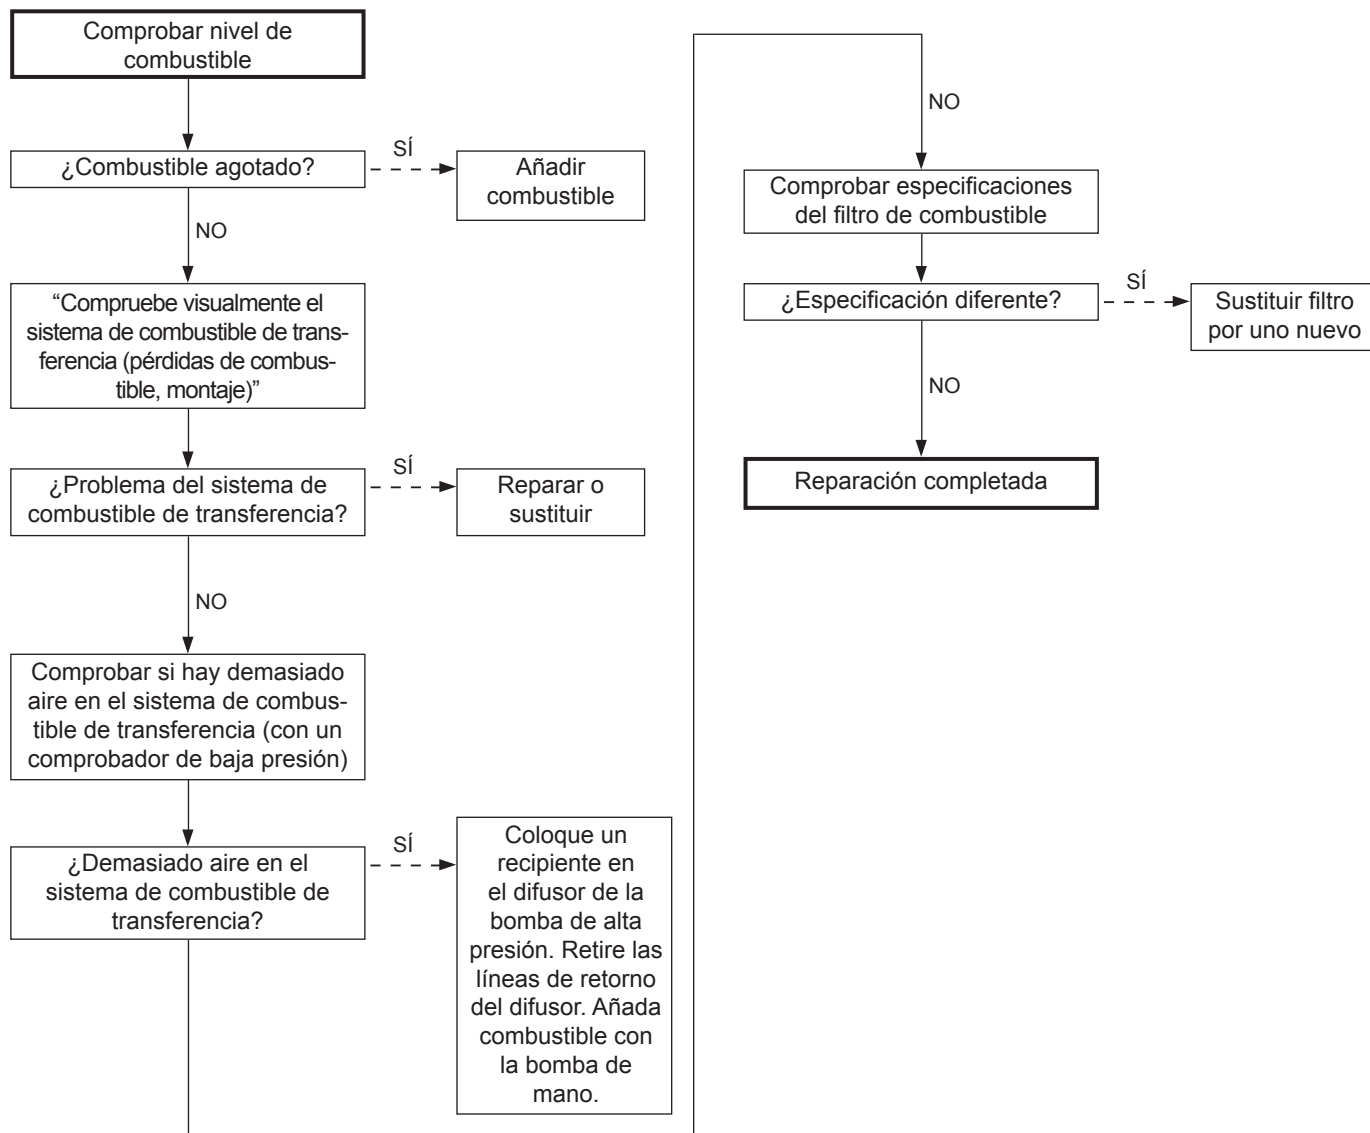 Comprobar nivel de
combustible
¿Combustible agotado?
SÍ
Añadir
combustible
NO
“Compruebe visualmente el
sistema de combustible de trans-
ferencia (pérdidas de combus-
tible, montaje)”
¿Problema del sistema de
combustible de transferencia?
SÍ
Reparar o
sustituir
NO
Comprobar si hay demasiado
aire en el sistema de combus-
tible de transferencia (con un
comprobador de baja presión)
¿Demasiado aire en el
sistema de combustible de
transferencia?
SÍ
Coloque un
recipiente en
el difusor de la
bomba de alta
presión. Retire las
líneas de retorno
del difusor. Añada
combustible con
la bomba de
mano.
NO
Comprobar especificaciones
del filtro de combustible
¿Especificación diferente?
SÍ
Sustituir filtro
por uno nuevo
NO
Reparación completada